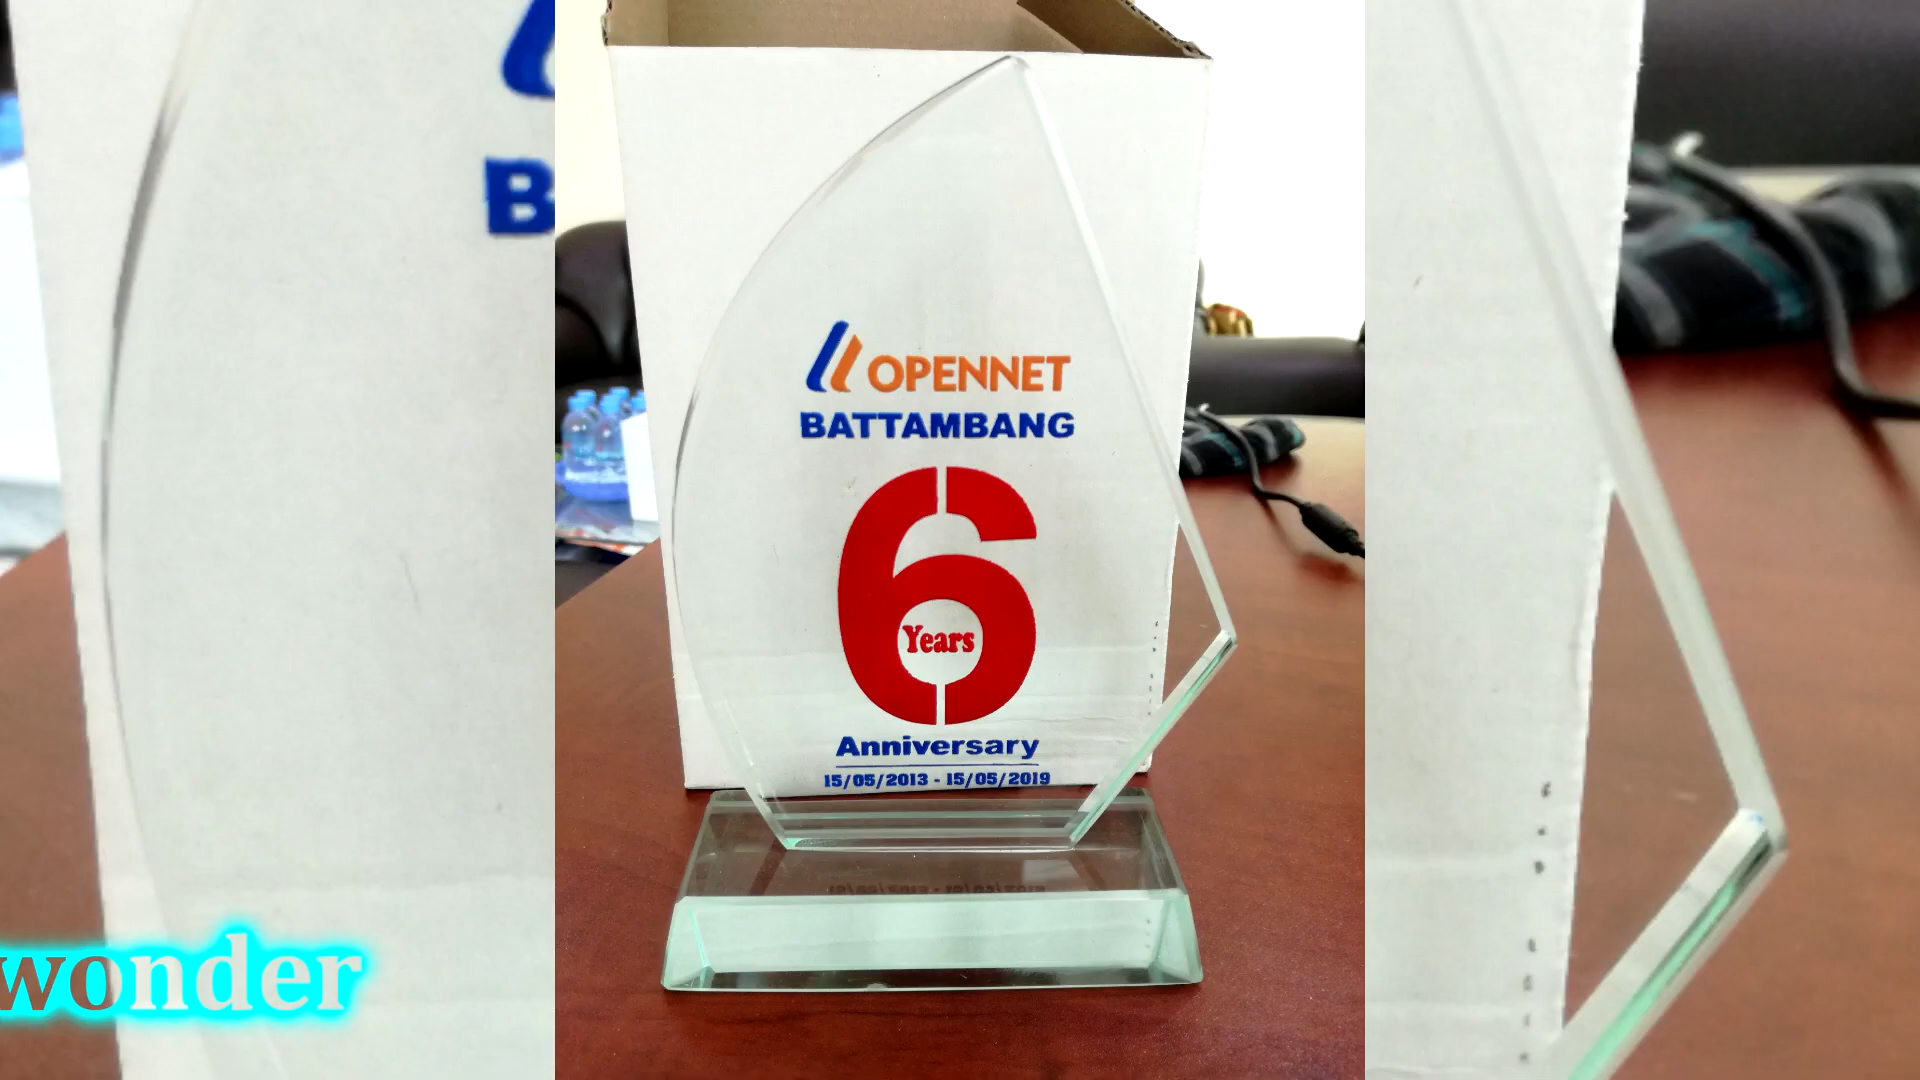 OPENNET
BATTAMBANG
6
Years
Anniversary
15/05/2013 - 15/05/2019
B
wonder